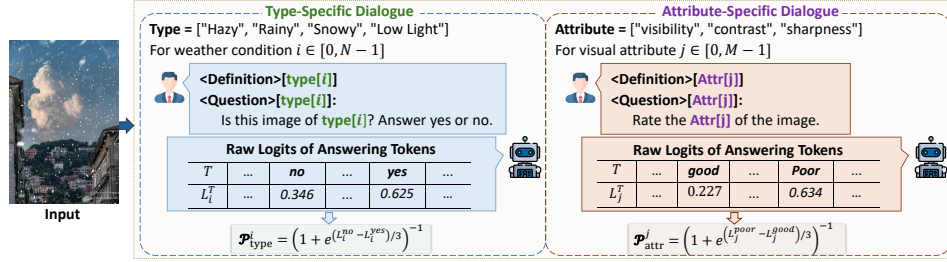 Type-Specific Dialogue
Type = ["Hazy", "Rainy", "Snowy", "Low Light"]
For weather condition i ∈ [0, N − 1]
<Definition>[type[i]]
<Question>[type[i]]:
Is this image of type[i]? Answer yes or no.
Raw Logits of Answering Tokens
T ... no ... yes ...
L_i^T ... 0.346 ... 0.625 ...
𝓟_type^i = (1 + e^((L_i^no − L_i^yes)/3))^−1
Attribute-Specific Dialogue
Attribute = ["visibility", "contrast", "sharpness"]
For visual attribute j ∈ [0, M − 1]
<Definition>[Attr[j]]
<Question>[Attr[j]]:
Rate the Attr[j] of the image.
Raw Logits of Answering Tokens
T ... good ... Poor ...
L_j^T ... 0.227 ... 0.634 ...
𝓟_attr^j = (1 + e^((L_j^poor − L_j^good)/3))^−1
Input